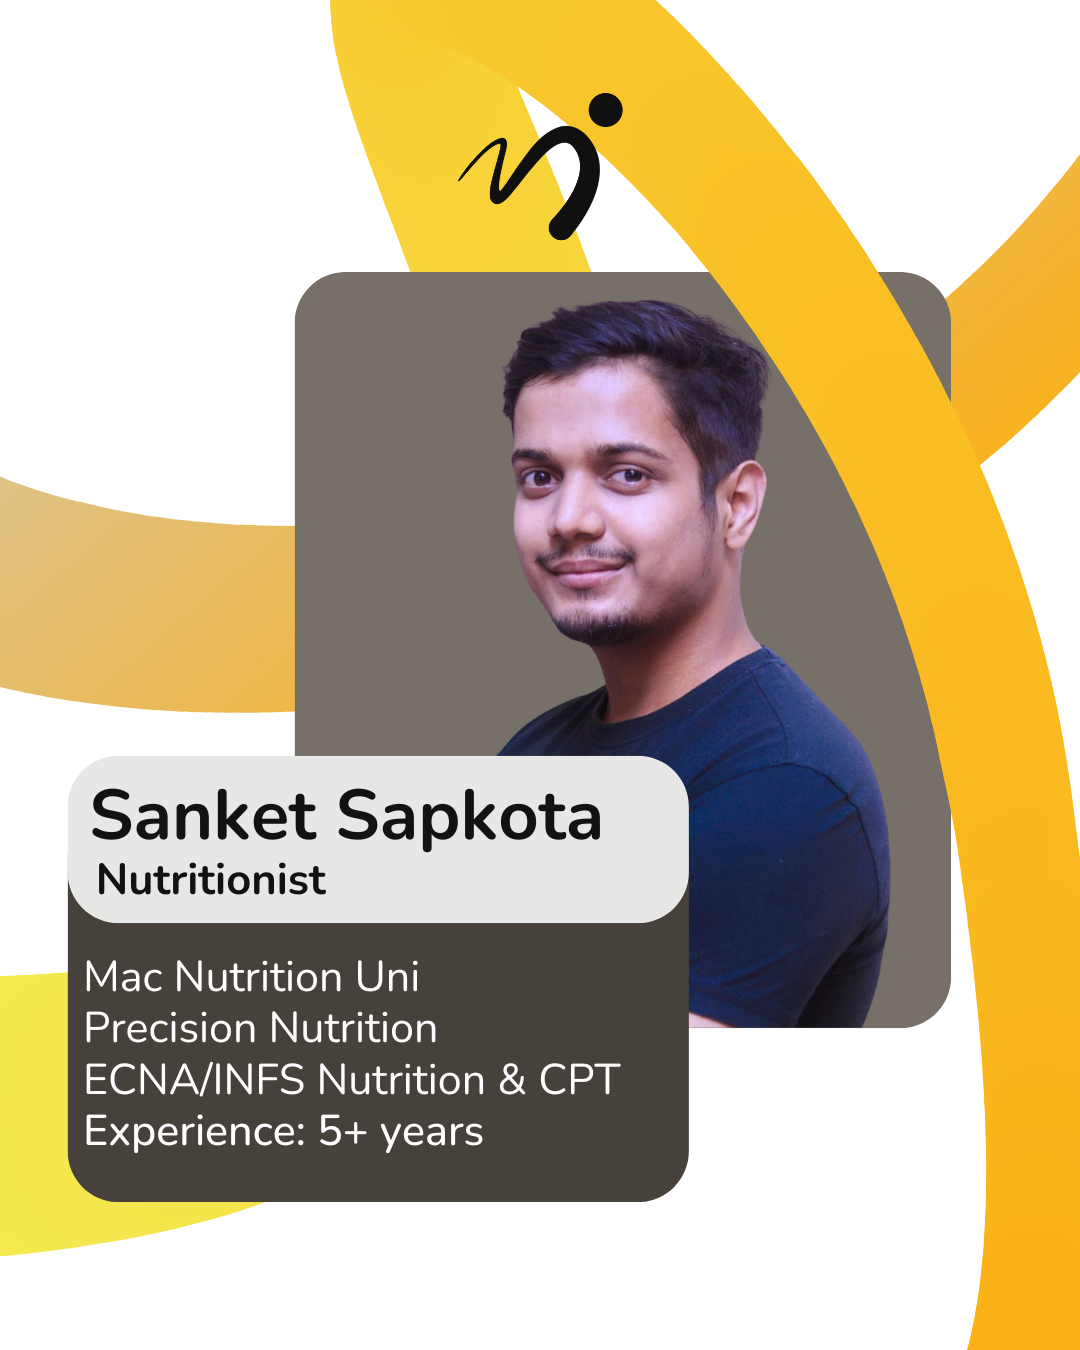 Sanket Sapkota
Nutritionist
Mac Nutrition Uni
Precision Nutrition
ECNA/INFS Nutrition & CPT
Experience: 5+ years